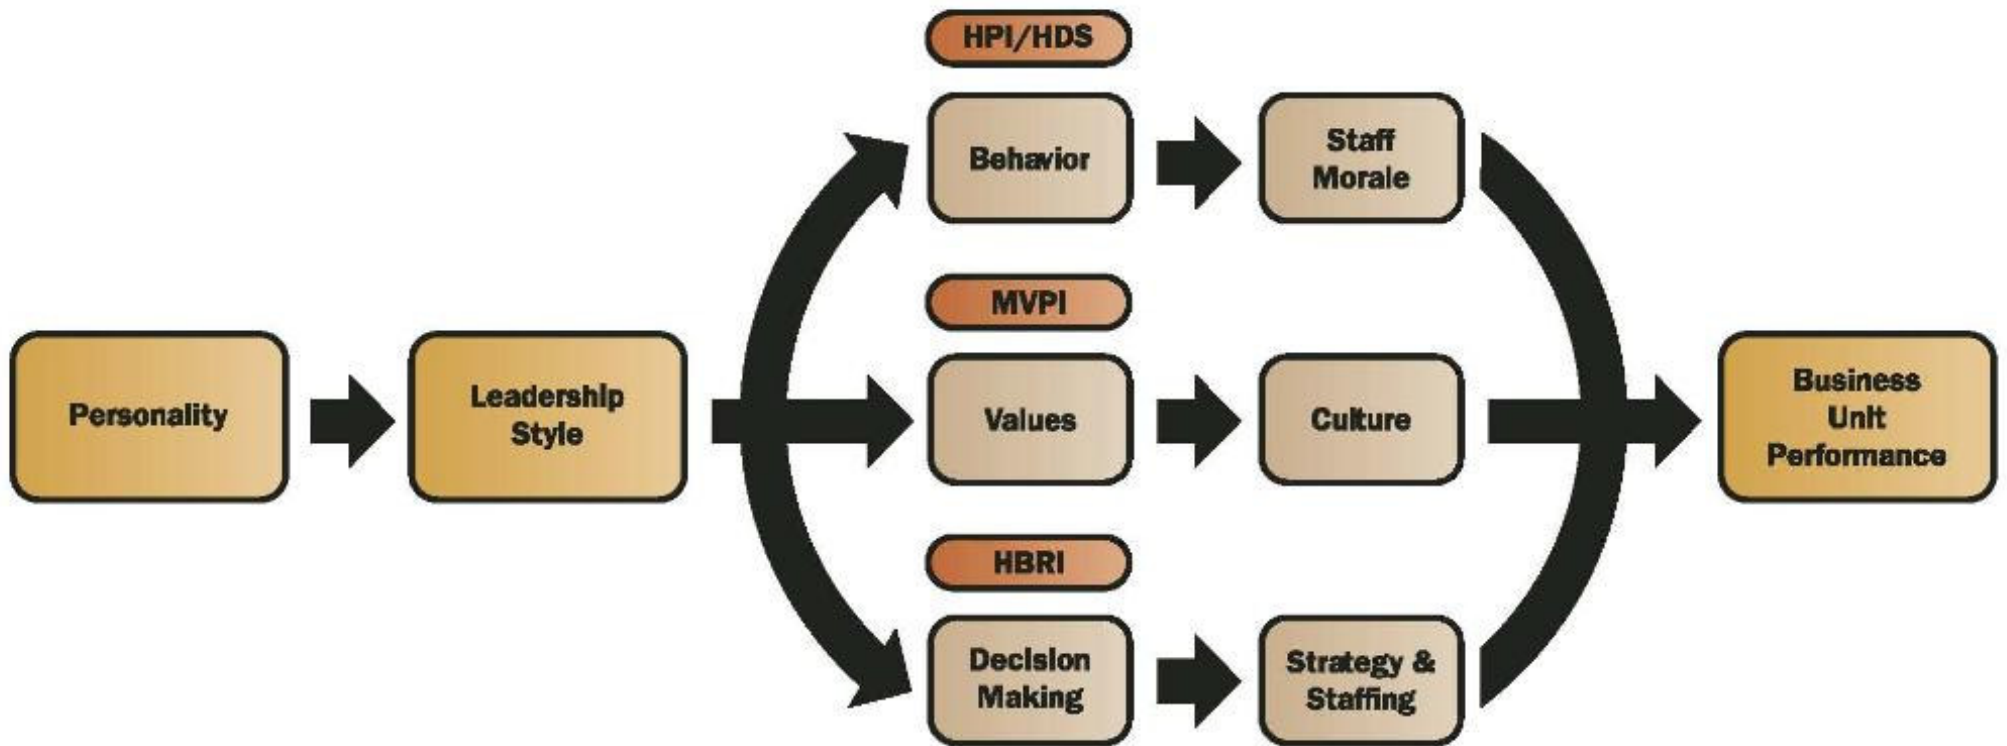 HPI/HDS
Behavior
Staff
Morale
MVPI
Personality
Leadership
Style
Values
Culture
Business
Unit
Performance
HBRI
Decision
Making
Strategy &
Staffing